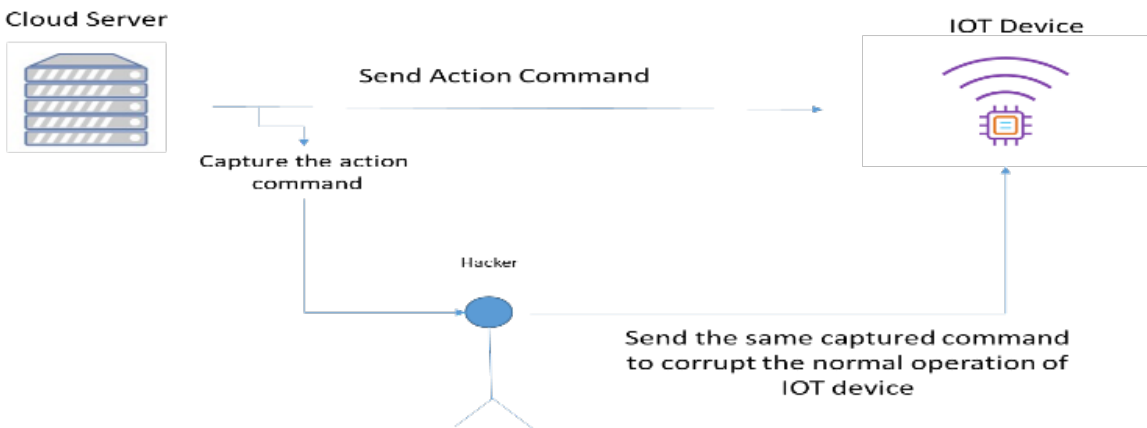 Cloud Server
IOT Device
Send Action Command
Capture the action
command
Hacker
Send the same captured command
to corrupt the normal operation of
IOT device